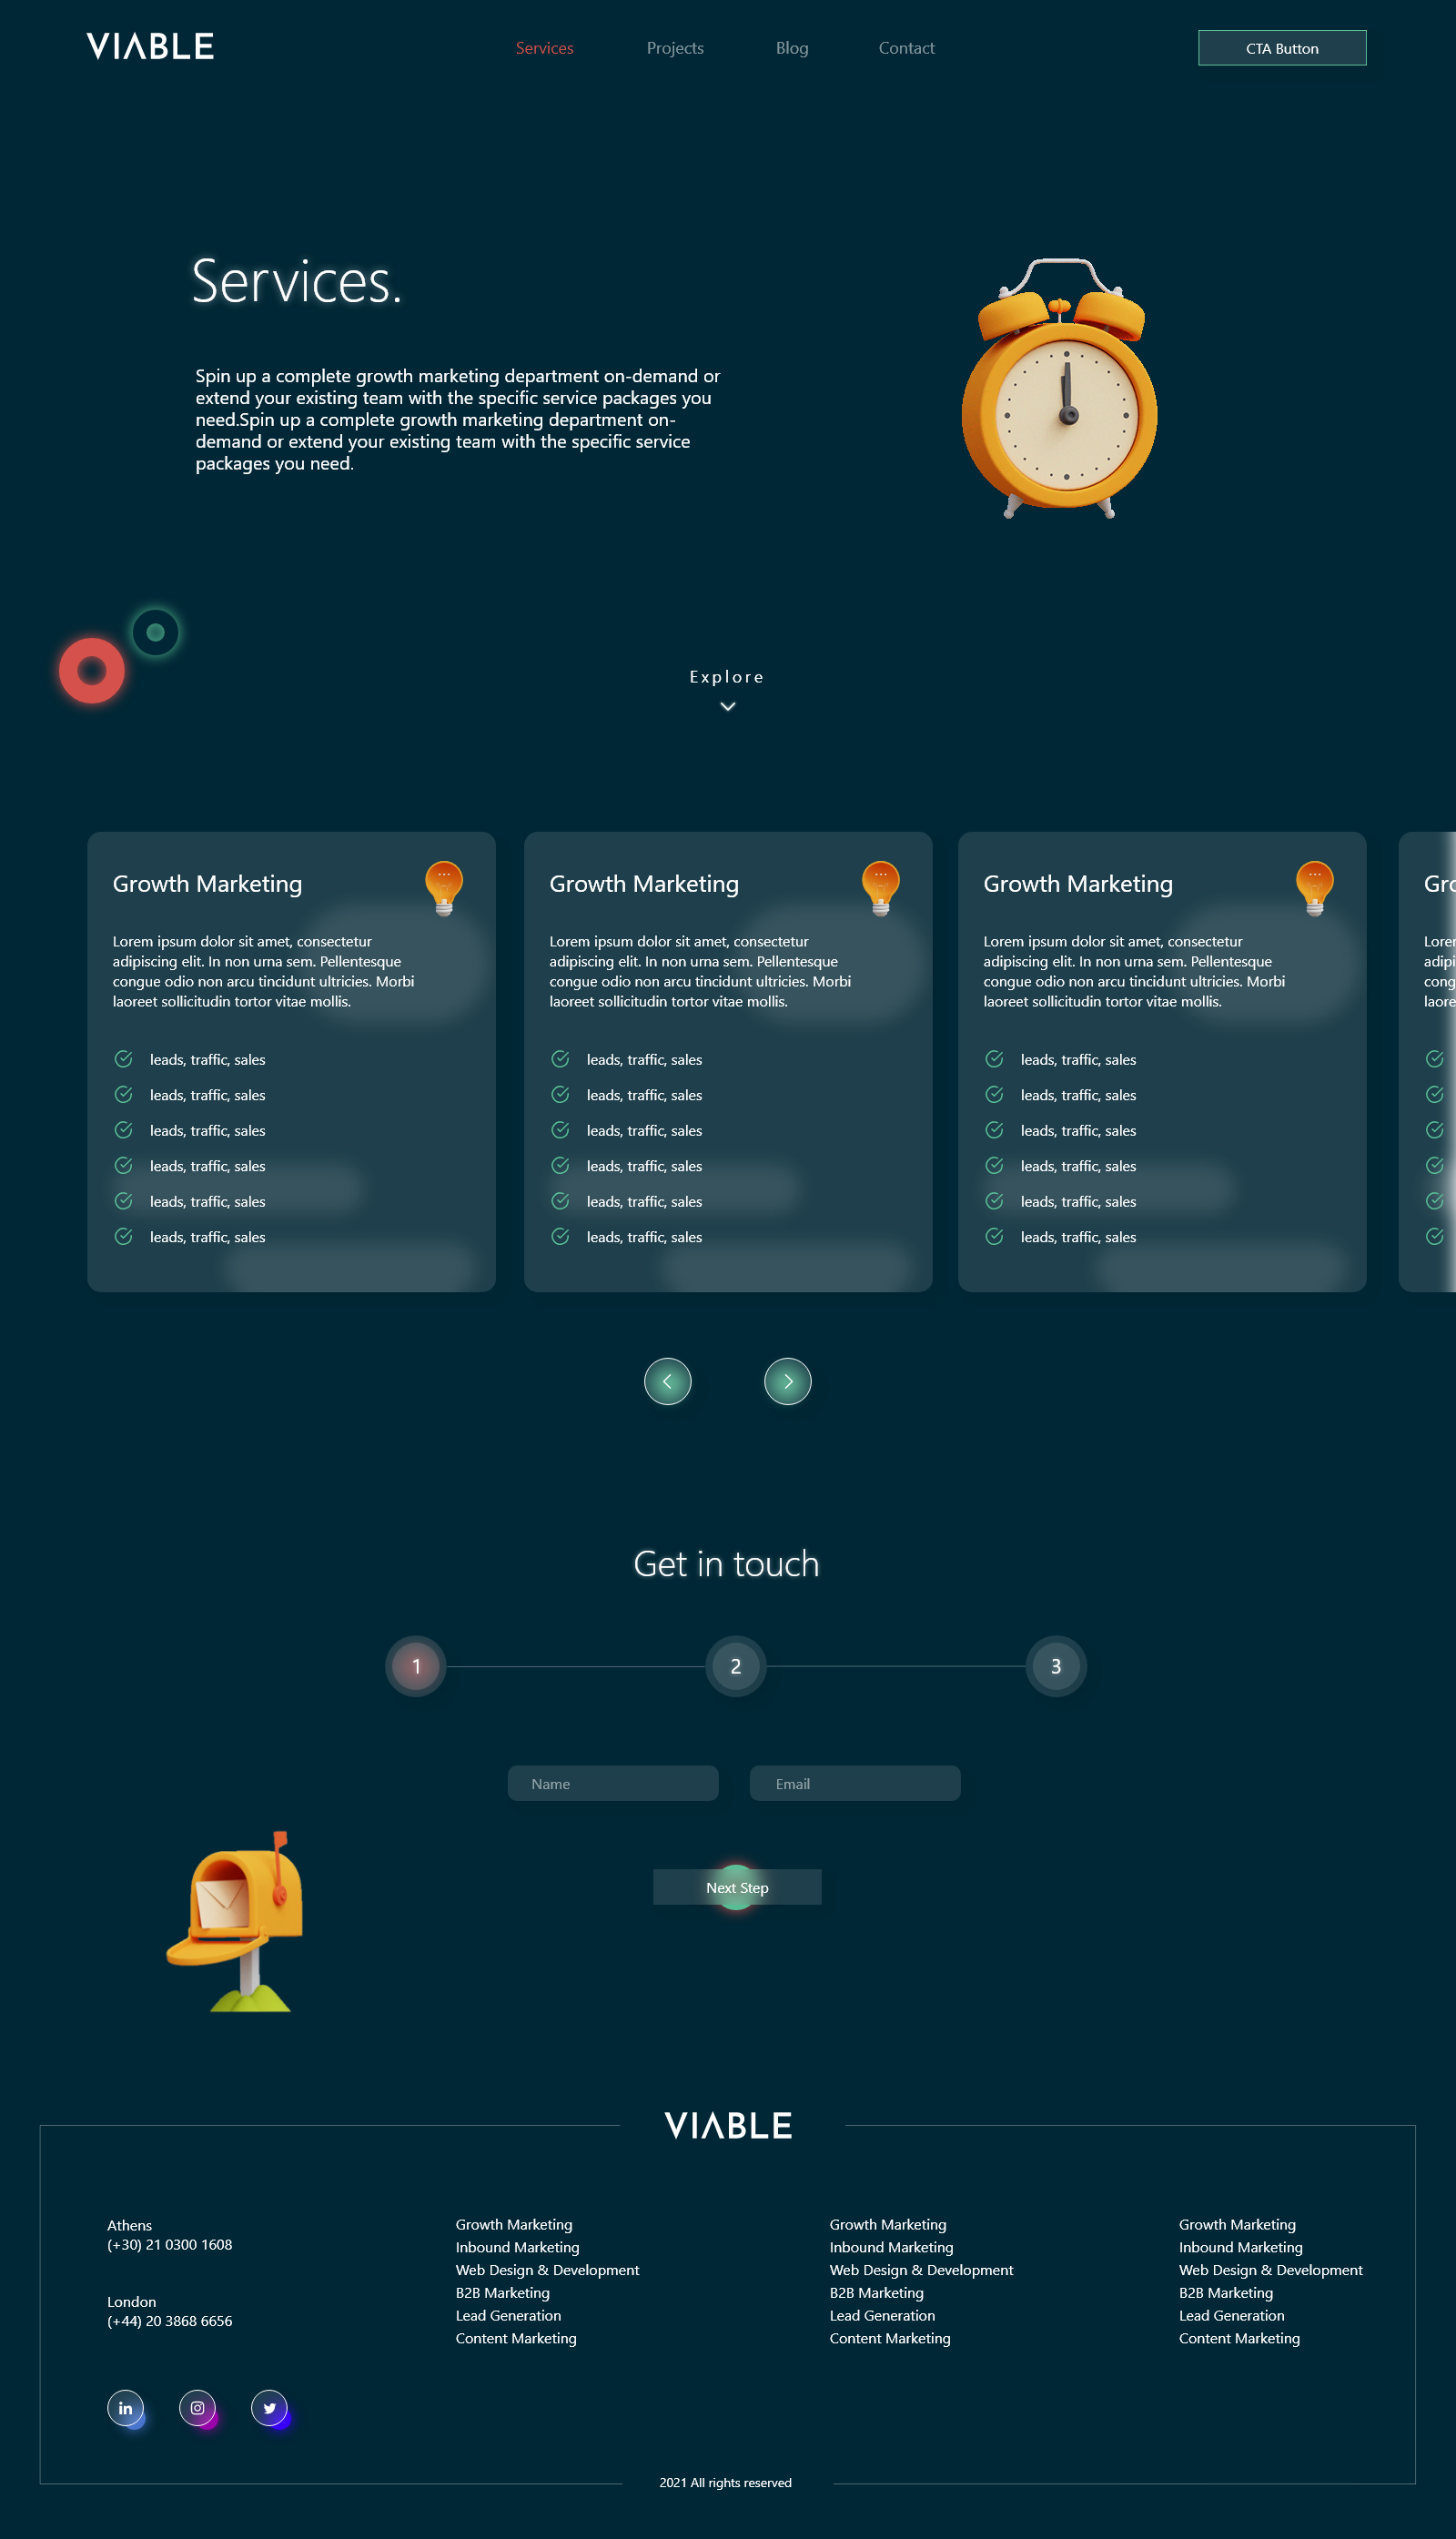 VIABLE
Services
Projects
Blog
Contact
CTA Button
Services.
Spin up a complete growth marketing department on-demand or
extend your existing team with the specific service packages you
need.Spin up a complete growth marketing department on-
demand or extend your existing team with the specific service
packages you need.
Explore
Growth Marketing
Lorem ipsum dolor sit amet, consectetur
adipiscing elit. In non urna sem. Pellentesque
congue odio non arcu tincidunt ultricies. Morbi
laoreet sollicitudin tortor vitae mollis.
leads, traffic, sales
leads, traffic, sales
leads, traffic, sales
leads, traffic, sales
leads, traffic, sales
leads, traffic, sales
Growth Marketing
Lorem ipsum dolor sit amet, consectetur
adipiscing elit. In non urna sem. Pellentesque
congue odio non arcu tincidunt ultricies. Morbi
laoreet sollicitudin tortor vitae mollis.
leads, traffic, sales
leads, traffic, sales
leads, traffic, sales
leads, traffic, sales
leads, traffic, sales
leads, traffic, sales
Growth Marketing
Lorem ipsum dolor sit amet, consectetur
adipiscing elit. In non urna sem. Pellentesque
congue odio non arcu tincidunt ultricies. Morbi
laoreet sollicitudin tortor vitae mollis.
leads, traffic, sales
leads, traffic, sales
leads, traffic, sales
leads, traffic, sales
leads, traffic, sales
leads, traffic, sales
Get in touch
1
2
3
Name
Email
Next Step
VIABLE
Athens
(+30) 21 0300 1608
London
(+44) 20 3868 6656
in
Growth Marketing
Inbound Marketing
Web Design & Development
B2B Marketing
Lead Generation
Content Marketing
Growth Marketing
Inbound Marketing
Web Design & Development
B2B Marketing
Lead Generation
Content Marketing
Growth Marketing
Inbound Marketing
Web Design & Development
B2B Marketing
Lead Generation
Content Marketing
2021 All rights reserved